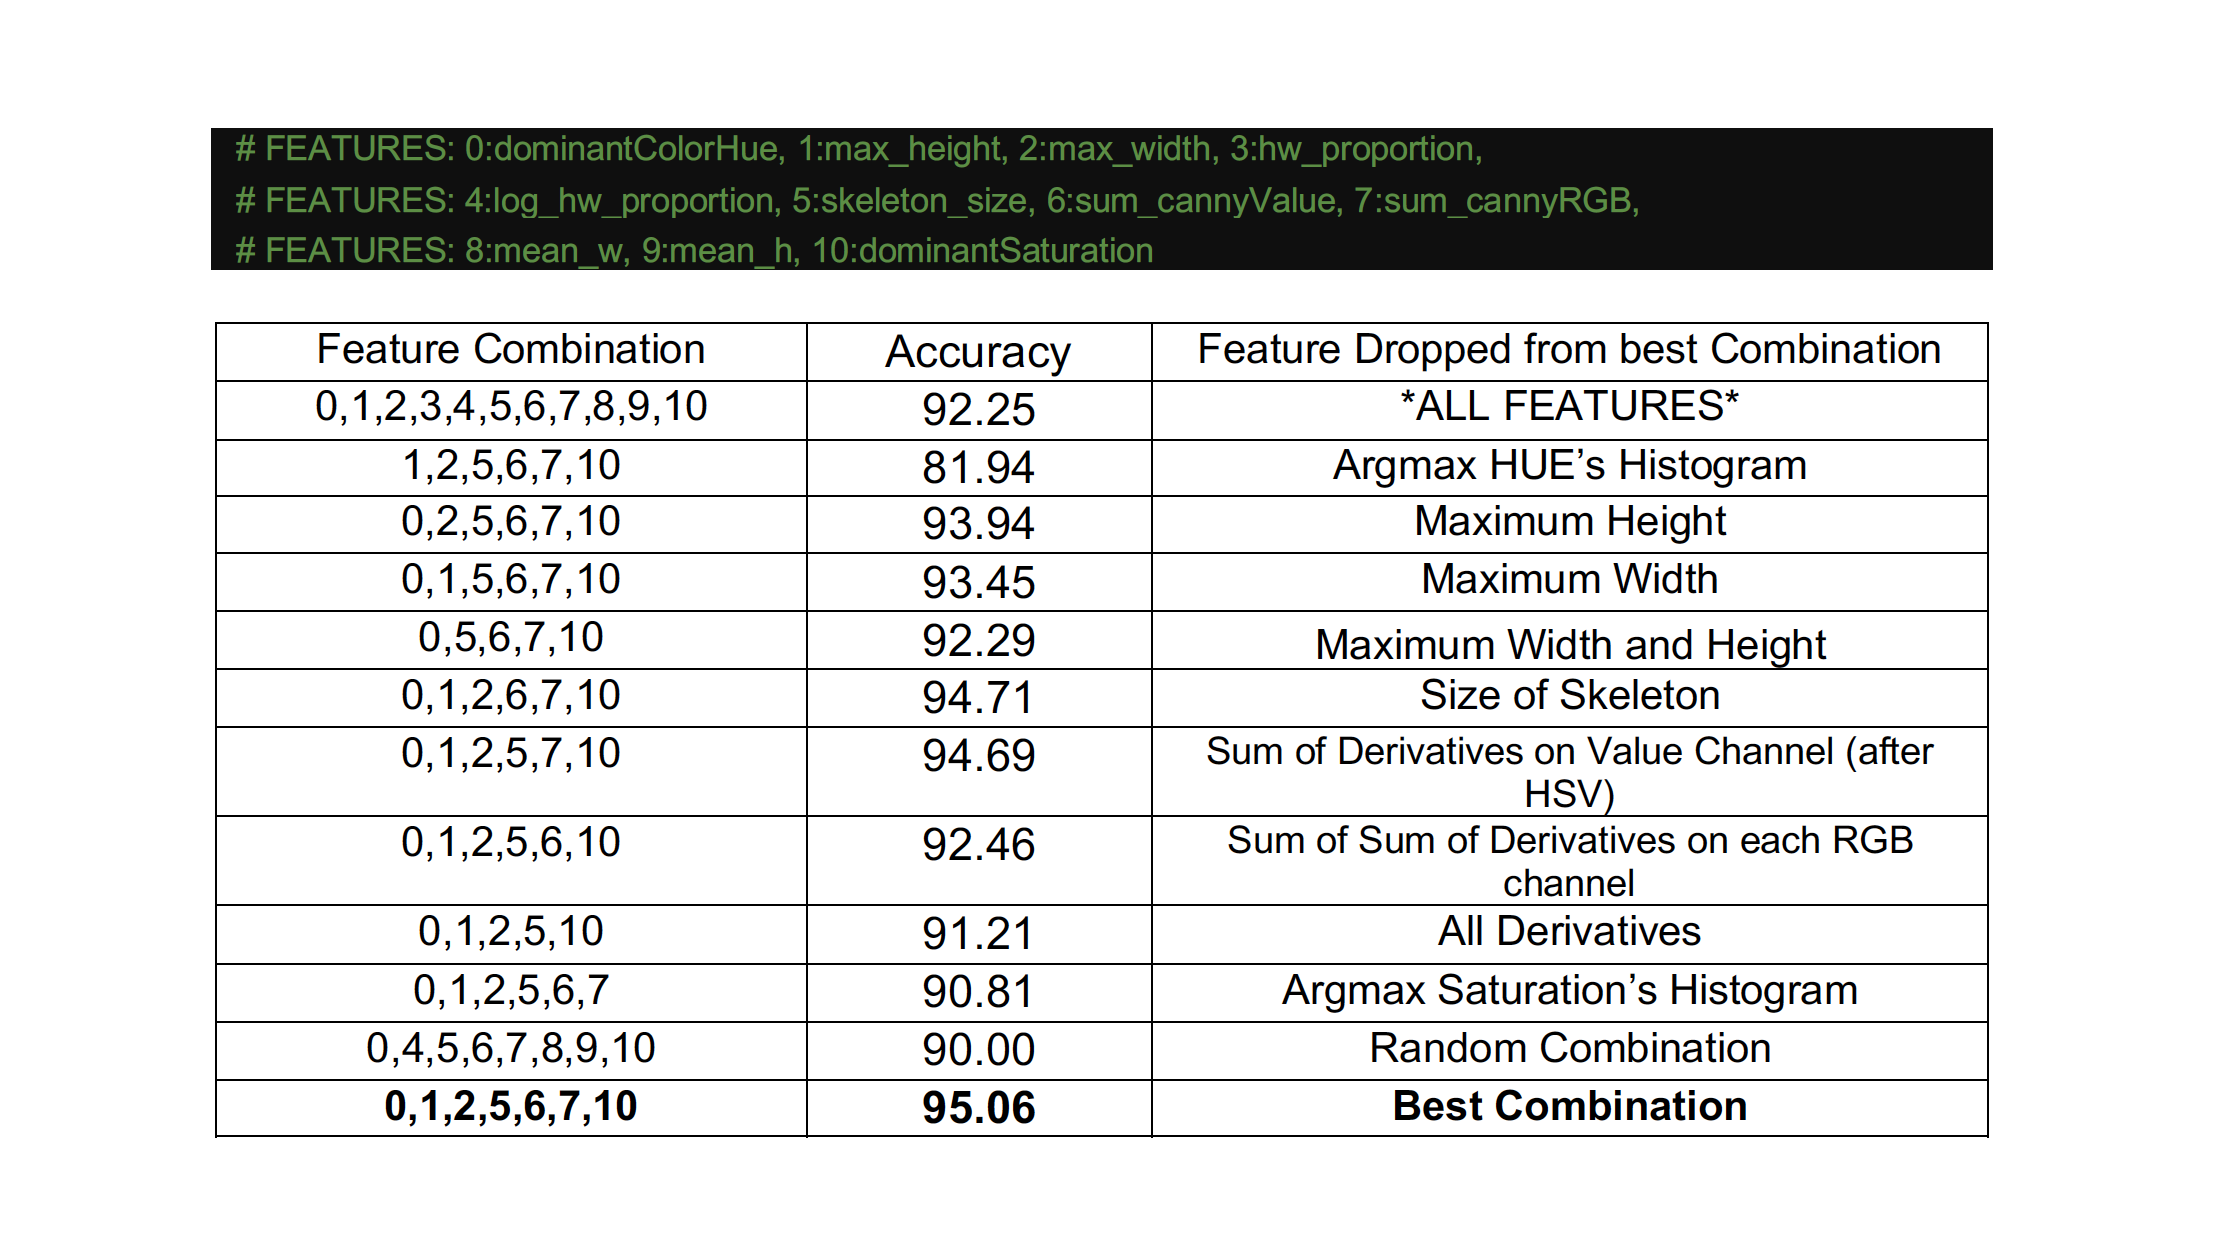 # FEATURES: 0:dominantColorHue, 1:max_height, 2:max_width, 3:hw_proportion,
# FEATURES: 4:log_hw_proportion, 5:skeleton_size, 6:sum_cannyValue, 7:sum_cannyRGB,
# FEATURES: 8:mean_w, 9:mean_h, 10:dominantSaturation
Feature Combination Accuracy Feature Dropped from best Combination
0,1,2,3,4,5,6,7,8,9,10 92.25 *ALL FEATURES*
1,2,5,6,7,10 81.94 Argmax HUE’s Histogram
0,2,5,6,7,10 93.94 Maximum Height
0,1,5,6,7,10 93.45 Maximum Width
0,5,6,7,10 92.29 Maximum Width and Height
0,1,2,6,7,10 94.71 Size of Skeleton
0,1,2,5,7,10 94.69 Sum of Derivatives on Value Channel (after
HSV)
0,1,2,5,6,10 92.46 Sum of Sum of Derivatives on each RGB
channel
0,1,2,5,10 91.21 All Derivatives
0,1,2,5,6,7 90.81 Argmax Saturation’s Histogram
0,4,5,6,7,8,9,10 90.00 Random Combination
0,1,2,5,6,7,10 95.06 Best Combination